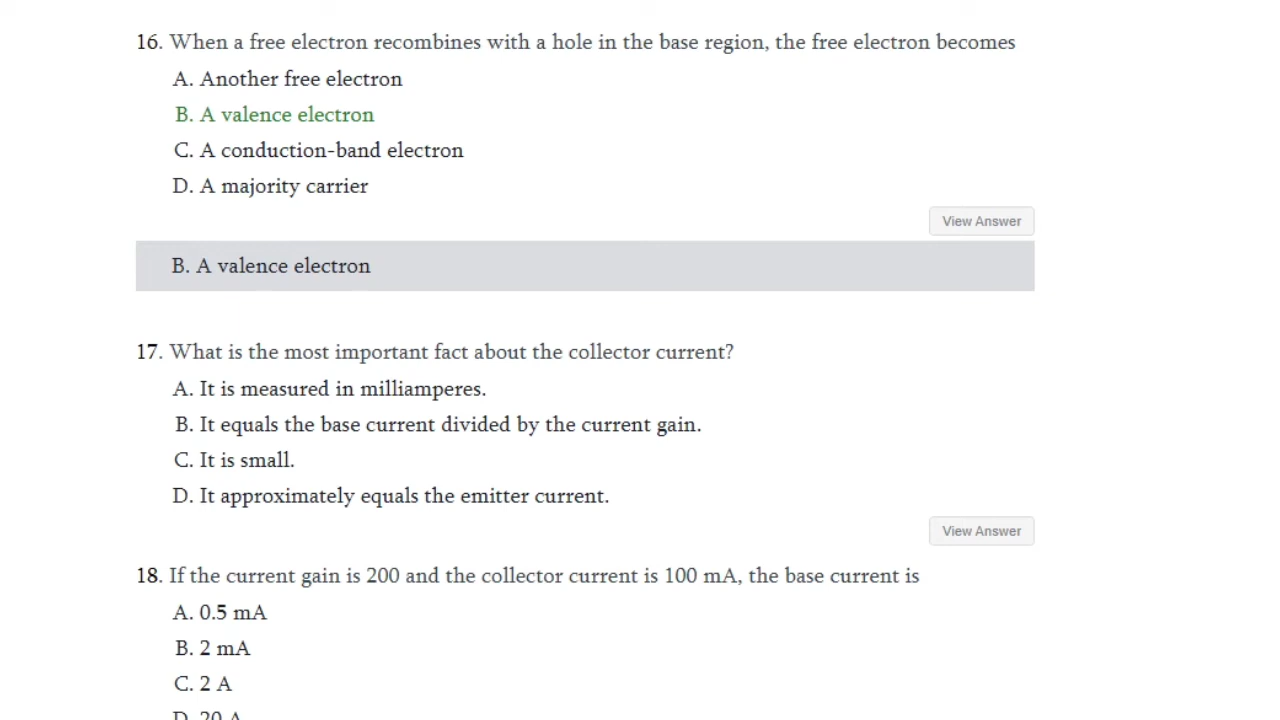 16. When a free electron recombines with a hole in the base region, the free electron becomes
A. Another free electron
B. A valence electron
C. A conduction-band electron
D. A majority carrier
View Answer
B. A valence electron
17. What is the most important fact about the collector current?
A. It is measured in milliamperes.
B. It equals the base current divided by the current gain.
C. It is small.
D. It approximately equals the emitter current.
View Answer
18. If the current gain is 200 and the collector current is 100 mA, the base current is
A. 0.5 mA
B. 2 mA
C. 2 A
D. 20 A